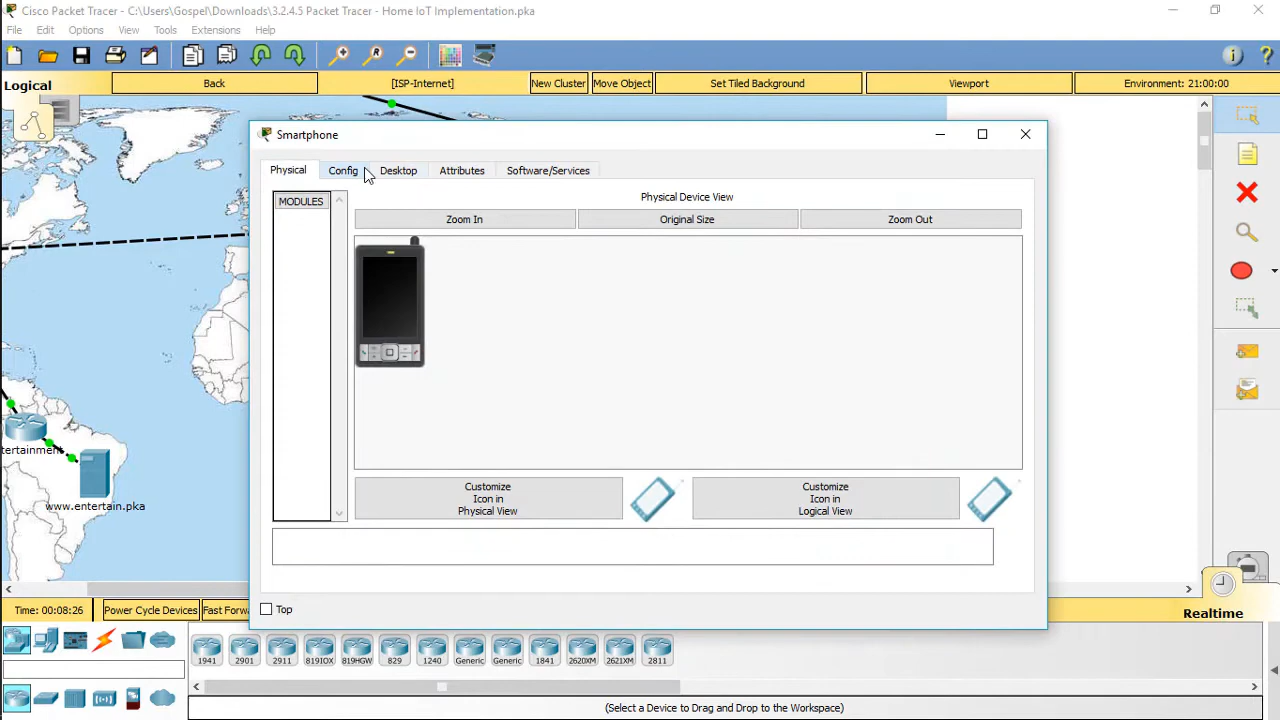 Cisco Packet Tracer - C:\Users\Gospel\Downloads\3.2.4.5 Packet Tracer - Home IoT Implementation.pka
File Edit Options View Tools Extensions Help
Logical Back [ISP-Internet] New Cluster Move Object Set Tiled Background Viewport Environment: 21:00:00
Smartphone
Physical Config Desktop Attributes Software/Services
MODULES
Physical Device View
Zoom In Original Size Zoom Out
Customize
Icon in
Physical View
Customize
Icon in
Logical View
Top
tertainment
www.entertain.pka
Time: 00:08:26 Power Cycle Devices Fast Forw
Realtime
1941 2901 2911 819IOX 819HGW 829 1240 Generic Generic 1841 2620XM 2621XM 2811
(Select a Device to Drag and Drop to the Workspace)